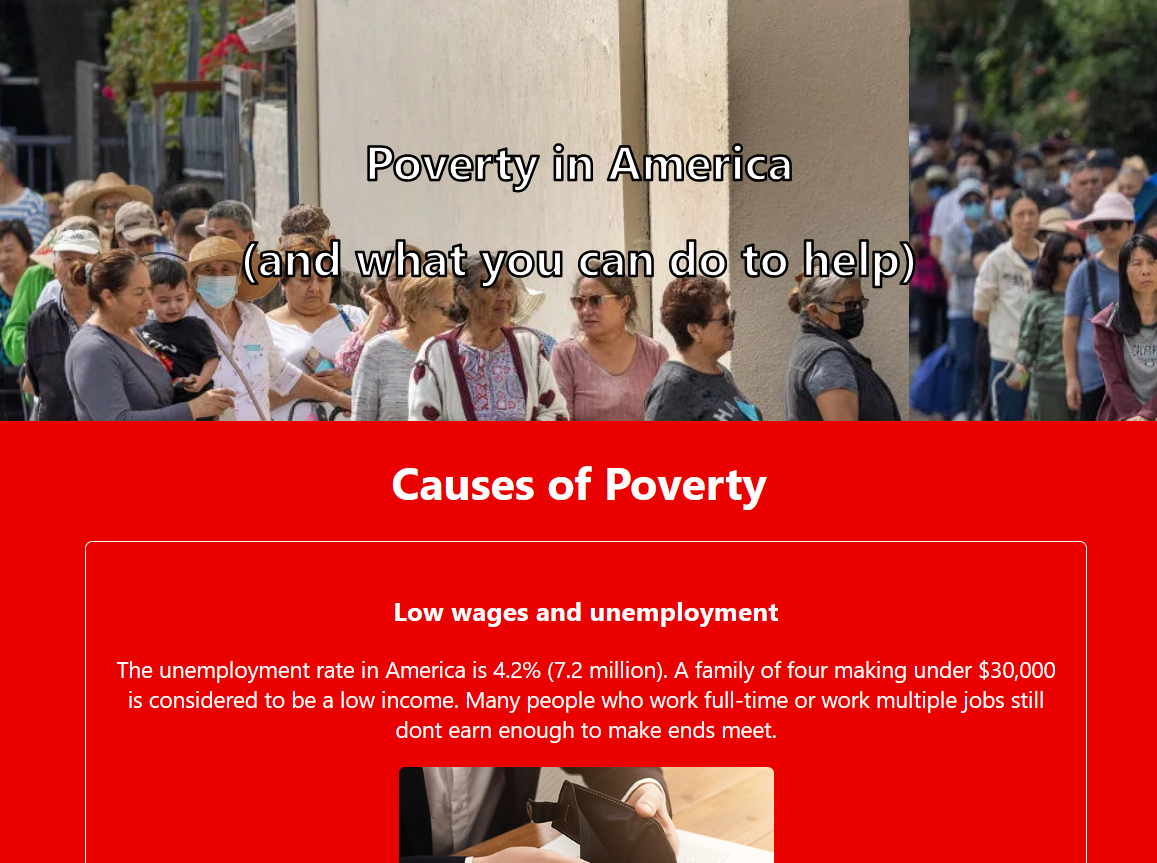 Poverty in America
(and what you can do to help)
Causes of Poverty
Low wages and unemployment
The unemployment rate in America is 4.2% (7.2 million). A family of four making under $30,000
is considered to be a low income. Many people who work full-time or work multiple jobs still
dont earn enough to make ends meet.